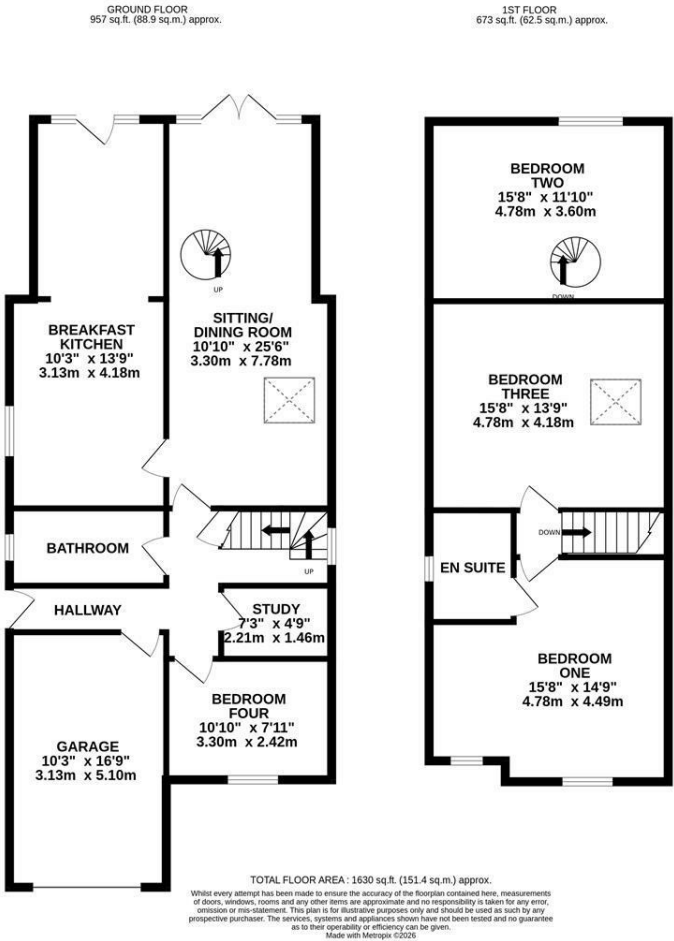 GROUND FLOOR
957 sq.ft. (88.9 sq.m.) approx.
1ST FLOOR
673 sq.ft. (62.5 sq.m.) approx.
UP
SITTING/
DINING ROOM
10'10" x 25'6"
3.30m x 7.78m
BREAKFAST
KITCHEN
10'3" x 13'9"
3.13m x 4.18m
BATHROOM
UP
HALLWAY
STUDY
7'3" x 4'9"
2.21m x 1.46m
BEDROOM
FOUR
10'10" x 7'11"
3.30m x 2.42m
GARAGE
10'3" x 16'9"
3.13m x 5.10m
BEDROOM
TWO
15'8" x 11'10"
4.78m x 3.60m
DOWN
BEDROOM
THREE
15'8" x 13'9"
4.78m x 4.18m
DOWN
EN SUITE
BEDROOM
ONE
15'8" x 14'9"
4.78m x 4.49m
TOTAL FLOOR AREA : 1630 sq.ft. (151.4 sq.m.) approx.
Whilst every attempt has been made to ensure the accuracy of the floorplan contained here, measurements
of doors, windows, rooms and any other items are approximate and no responsibility is taken for any error,
omission or mis-statement. This plan is for illustrative purposes only and should be used as such by any
prospective purchaser. The services, systems and appliances shown have not been tested and no guarantee
as to their operability or efficiency can be given.
Made with Metropix ©2026